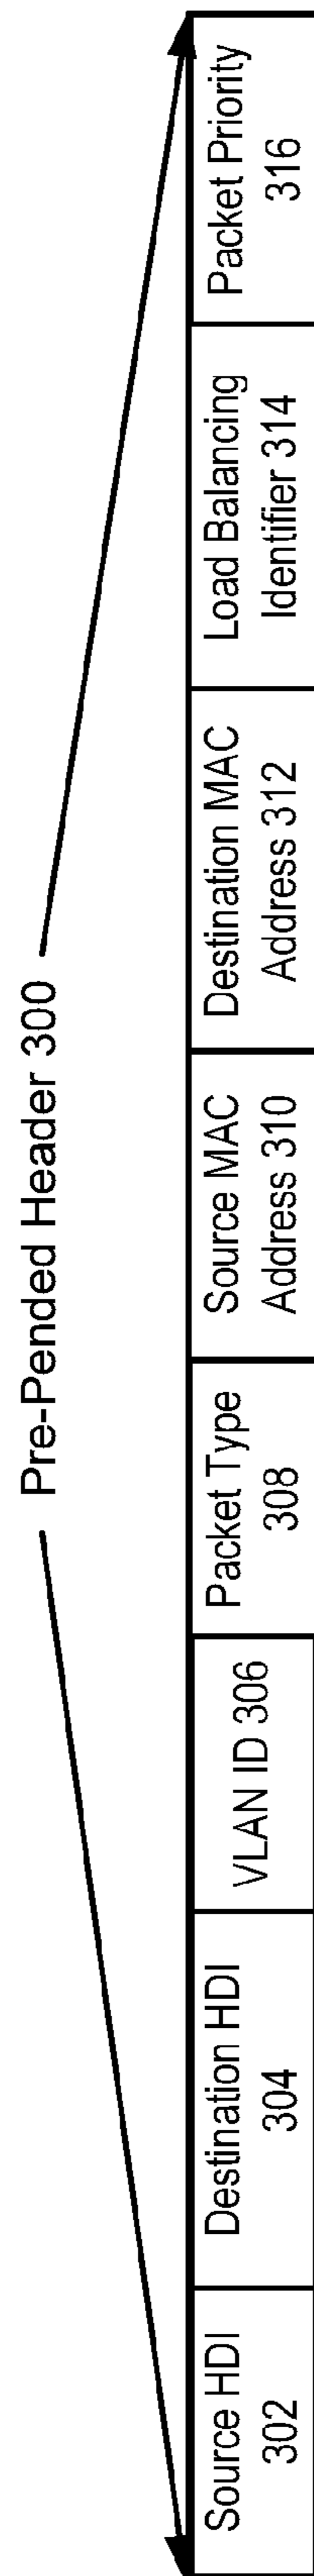 Pre-Pended Header 300
Source HDI
302
Destination HDI
304
VLAN ID 306
Packet Type
308
Source MAC
Address 310
Destination MAC
Address 312
Load Balancing
Identifier 314
Packet Priority
316